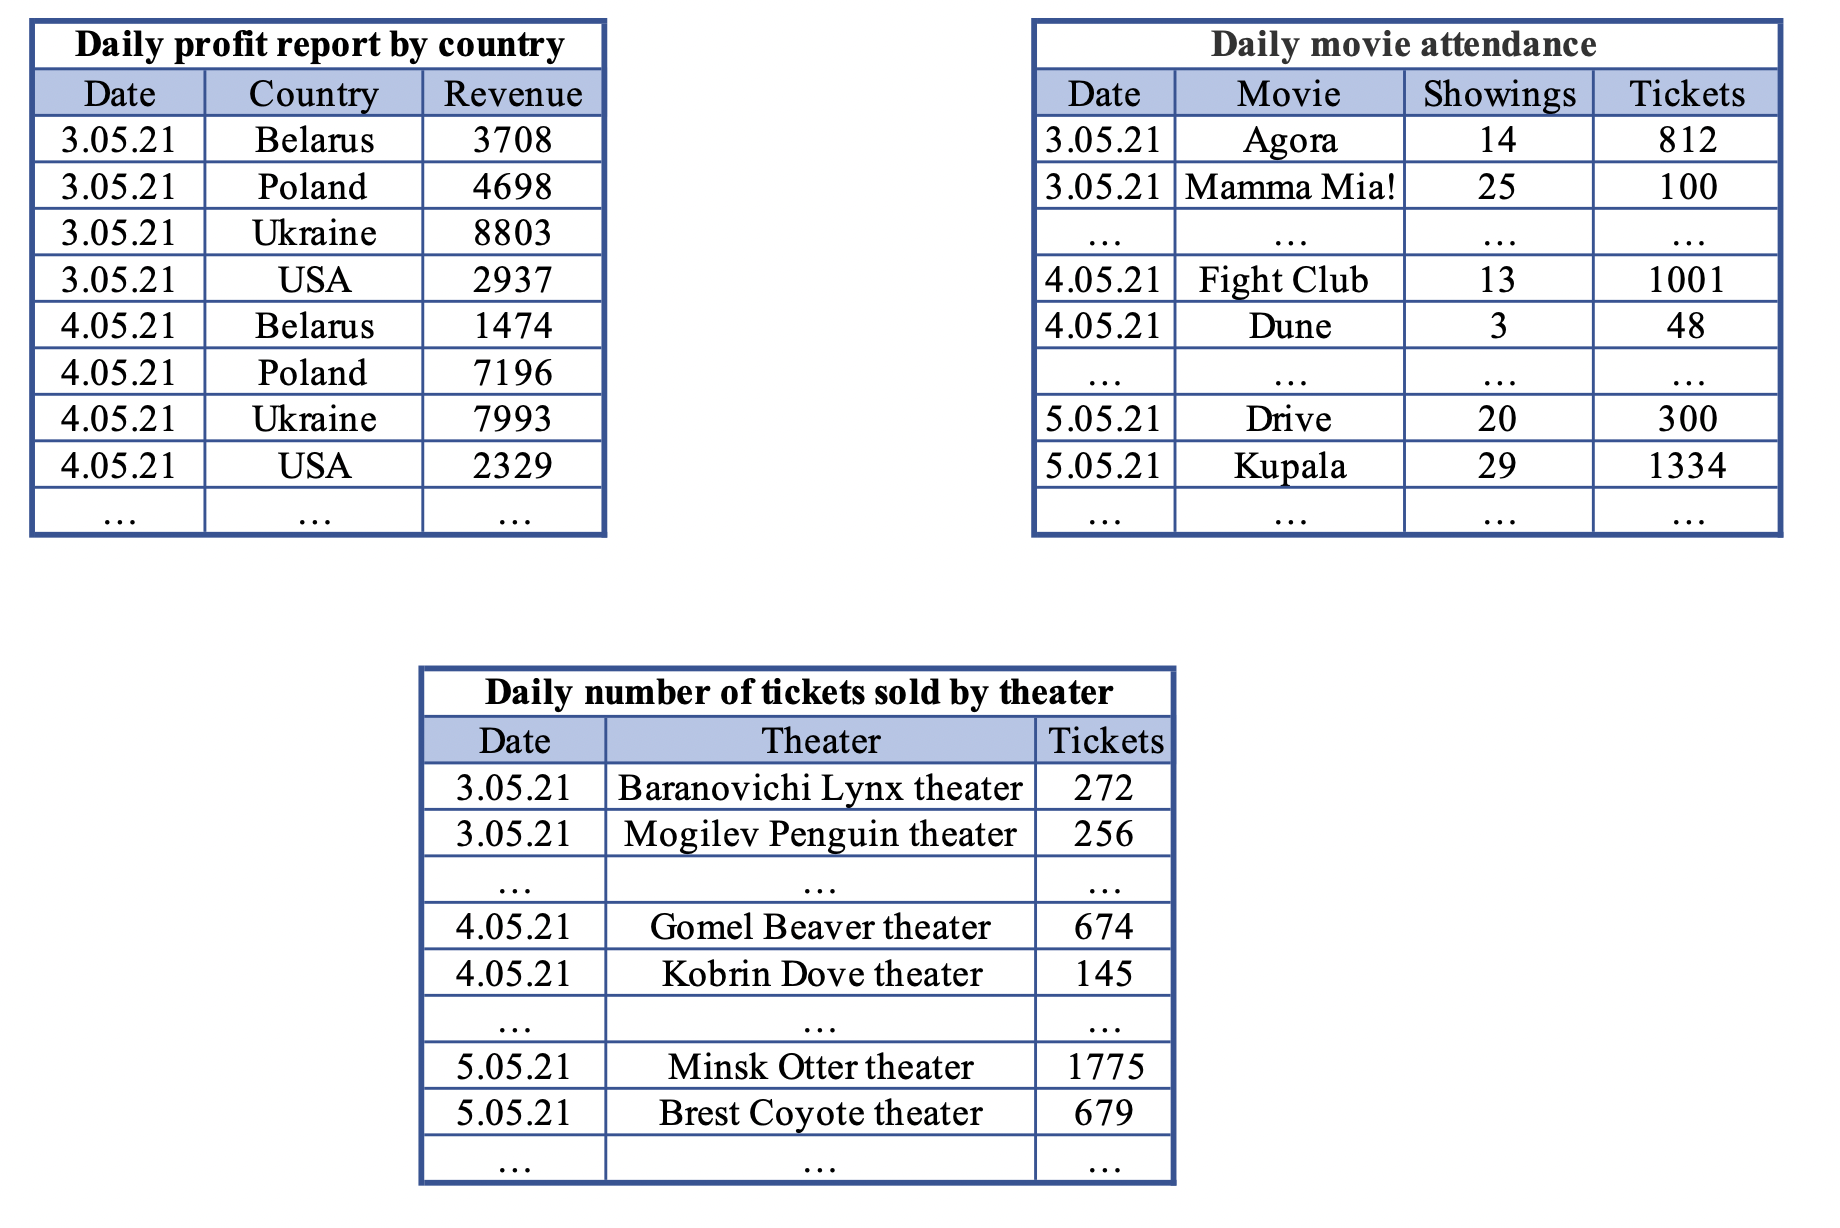 Daily profit report by country
Date Country Revenue
3.05.21 Belarus 3708
3.05.21 Poland 4698
3.05.21 Ukraine 8803
3.05.21 USA 2937
4.05.21 Belarus 1474
4.05.21 Poland 7196
4.05.21 Ukraine 7993
4.05.21 USA 2329
… … …
Daily movie attendance
Date Movie Showings Tickets
3.05.21 Agora 14 812
3.05.21 Mamma Mia! 25 100
… … … …
4.05.21 Fight Club 13 1001
4.05.21 Dune 3 48
… … … …
5.05.21 Drive 20 300
5.05.21 Kupala 29 1334
… … … …
Daily number of tickets sold by theater
Date Theater Tickets
3.05.21 Baranovichi Lynx theater 272
3.05.21 Mogilev Penguin theater 256
… … …
4.05.21 Gomel Beaver theater 674
4.05.21 Kobrin Dove theater 145
… … …
5.05.21 Minsk Otter theater 1775
5.05.21 Brest Coyote theater 679
… … …